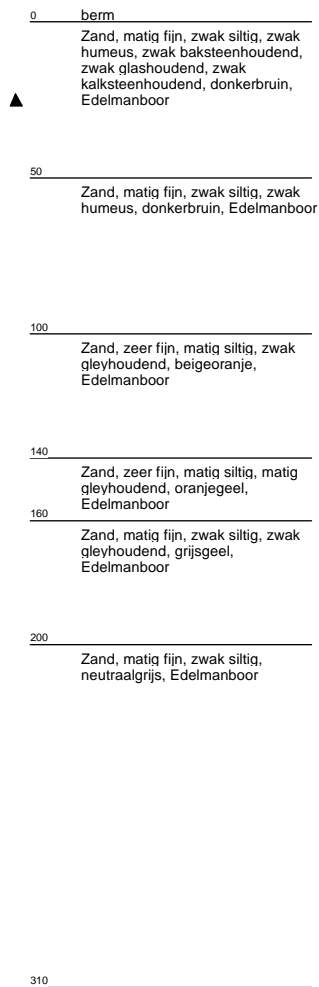 0 berm
Zand, matig fijn, zwak siltig, zwak
humeus, zwak baksteenhoudend,
zwak glashoudend, zwak
kalksteenhoudend, donkerbruin,
Edelmanboor
50
Zand, matig fijn, zwak siltig, zwak
humeus, donkerbruin, Edelmanboor
100
Zand, zeer fijn, matig siltig, zwak
gleyhoudend, beigeoranje,
Edelmanboor
140
Zand, zeer fijn, matig siltig, matig
gleyhoudend, oranjegeel,
Edelmanboor
160
Zand, matig fijn, zwak siltig, zwak
gleyhoudend, grijsgeel,
Edelmanboor
200
Zand, matig fijn, zwak siltig,
neutraalgrijs, Edelmanboor
310